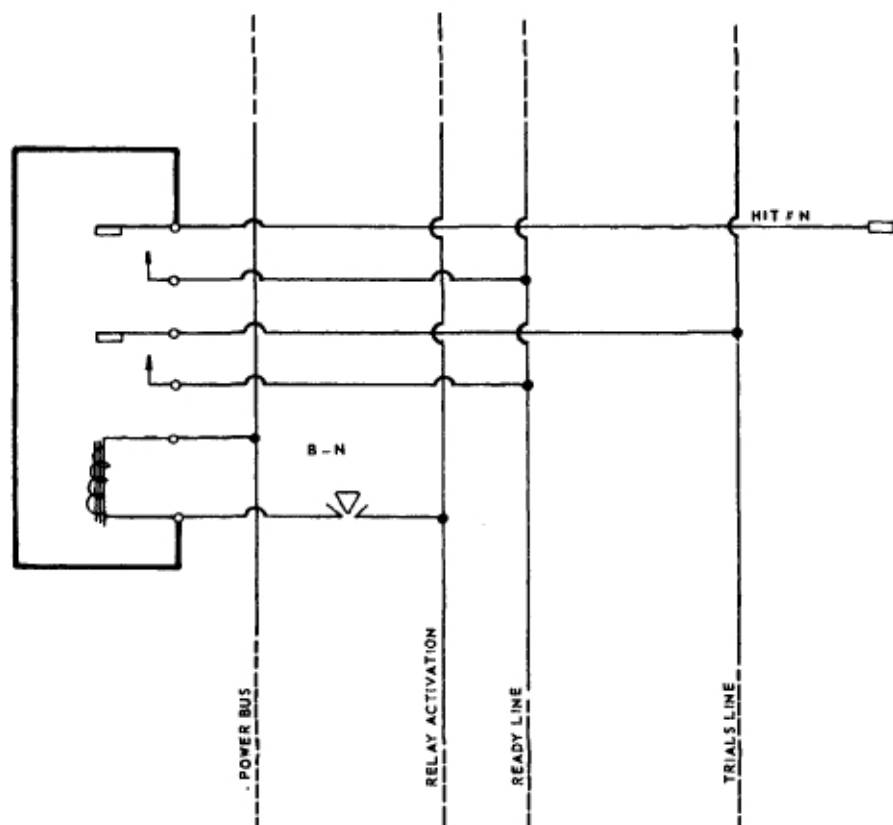 HIT # N
B – N
. POWER BUS
RELAY ACTIVATION
READY LINE
TRIALS LINE